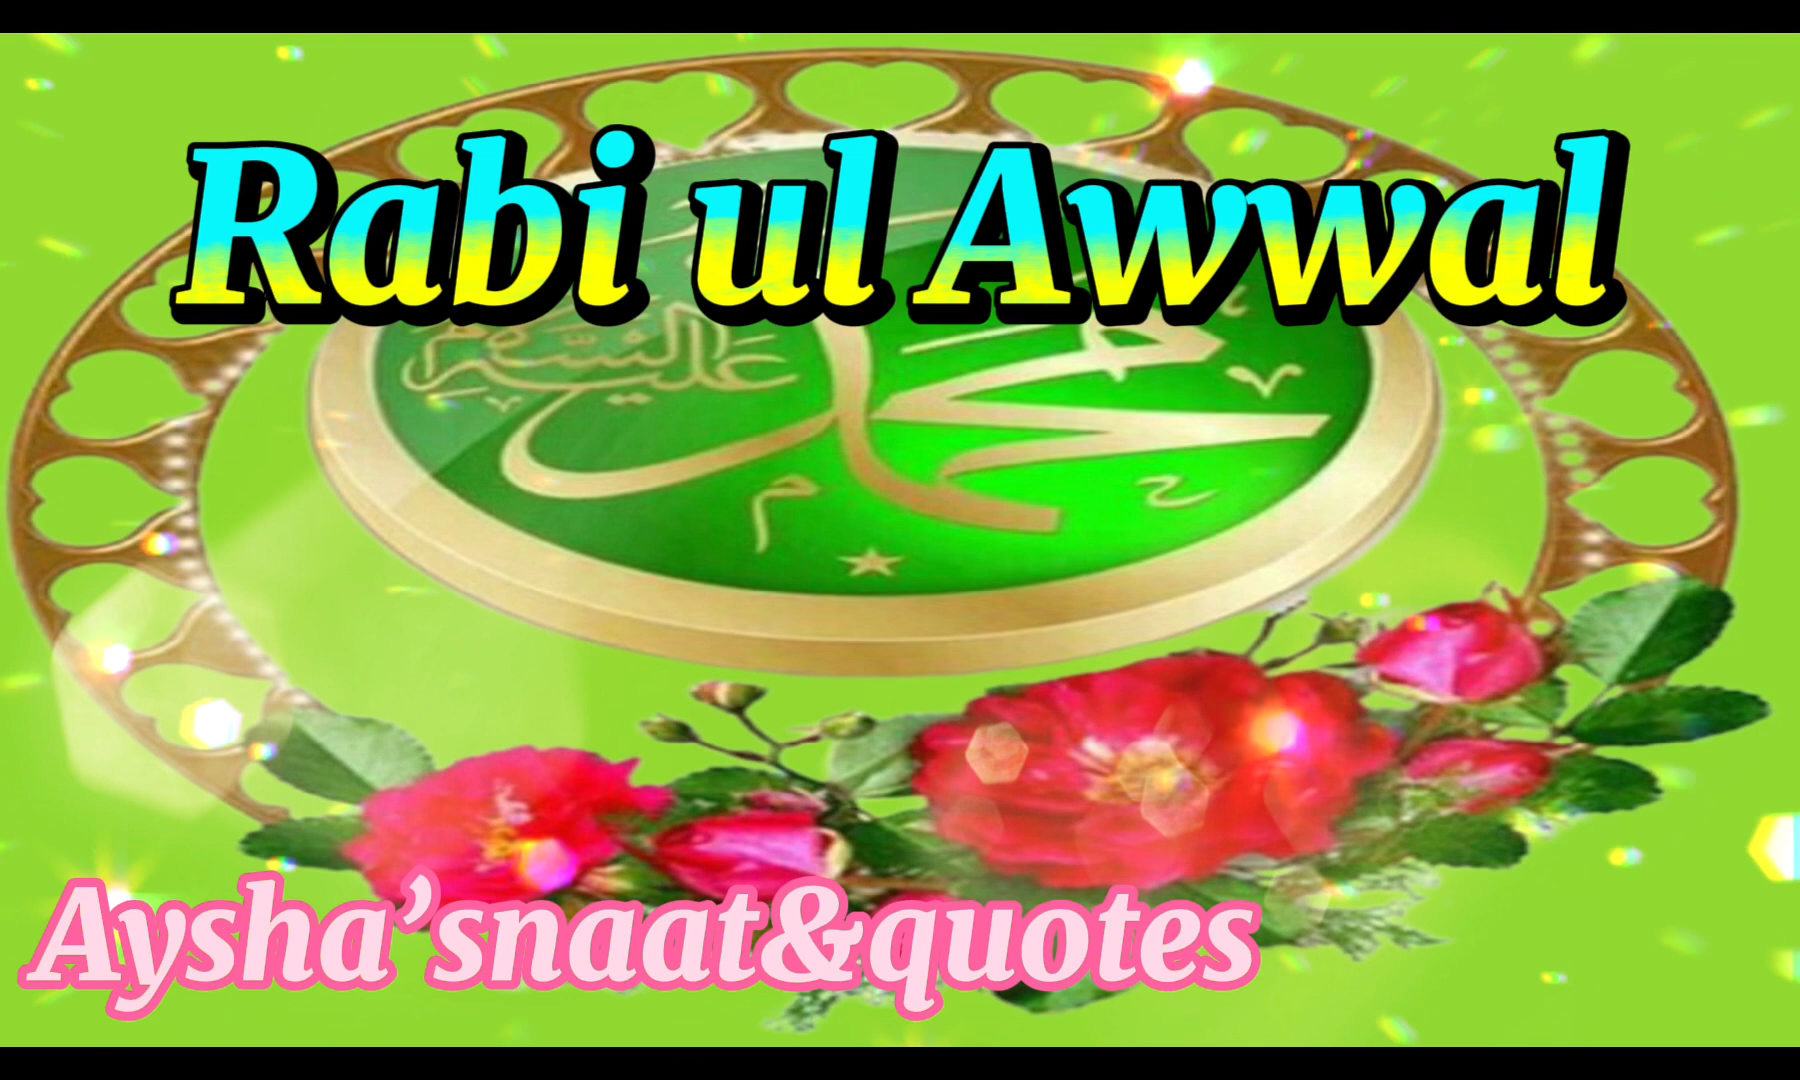 Rabi ul Awwal
عليه السلام
محمد
م
ح
Aysha'snaat&quotes